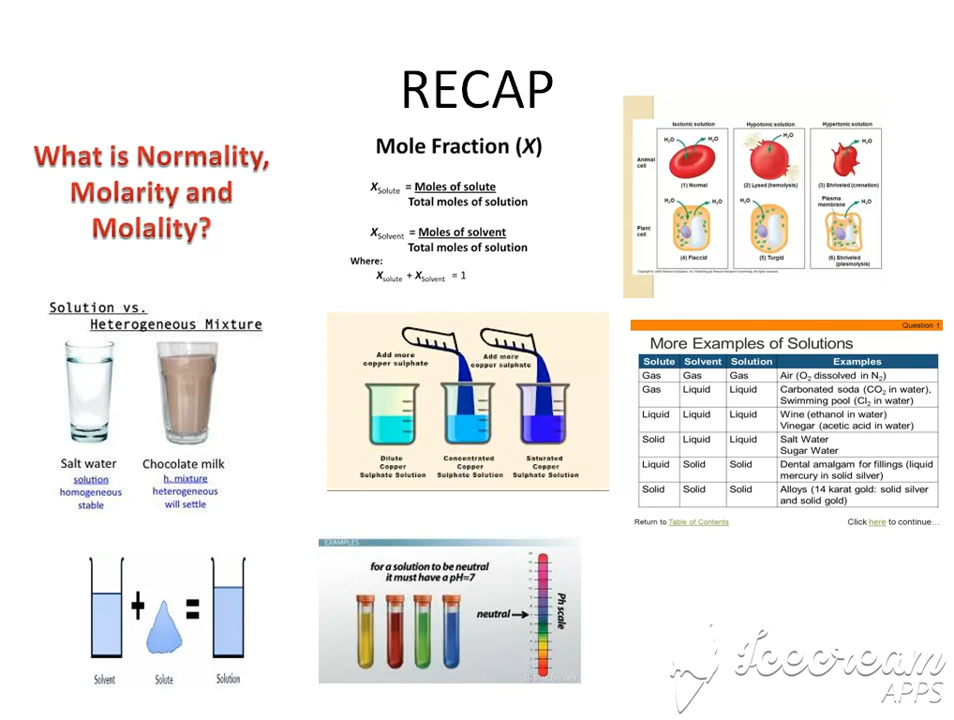 RECAP
What is Normality,
Molarity and
Molality?
Mole Fraction (X)
XSolute = Moles of solute
Total moles of solution
XSolvent = Moles of solvent
Total moles of solution
Where:
Xsolute + XSolvent = 1
Isotonic solution Hypotonic solution Hypertonic solution
H₂O H₂O H₂O H₂O
Animal
cell
(1) Normal (2) Lysed (hemolysis) (3) Shriveled (crenation)
H₂O H₂O H₂O Plasma
membrane H₂O
Plant
cell
(4) Flaccid (5) Turgid (6) Shriveled
(plasmolysis)
Solution vs.
Heterogeneous Mixture
Salt water Chocolate milk
solution h. mixture
homogeneous heterogeneous
stable will settle
Add more
copper sulphate
Add more
copper sulphate
Dilute
Copper
Sulphate Solution
Concentrated
Copper
Sulphate Solution
Saturated
Copper
Sulphate Solution
Question 1
More Examples of Solutions
Solute Solvent Solution Examples
Gas Gas Gas Air (O₂ dissolved in N₂)
Gas Liquid Liquid Carbonated soda (CO₂ in water),
Swimming pool (Cl₂ in water)
Liquid Liquid Liquid Wine (ethanol in water)
Vinegar (acetic acid in water)
Solid Liquid Liquid Salt Water
Sugar Water
Liquid Solid Solid Dental amalgam for fillings (liquid
mercury in solid silver)
Solid Solid Solid Alloys (14 karat gold: solid silver
and solid gold)
Return to Table of Contents Click here to continue…
+ =
Solvent Solute Solution
EXAMPLES
for a solution to be neutral
it must have a pH=7
neutral
Ph scale
Icecream
APPS